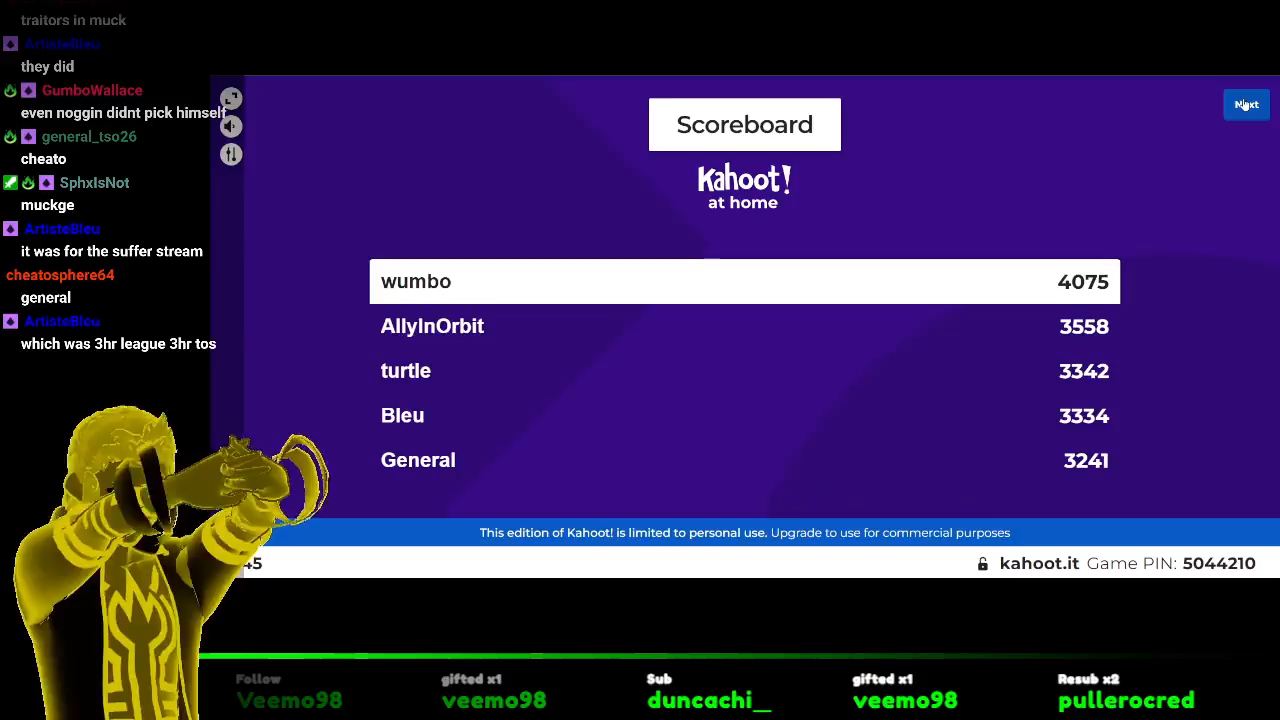 traitors in muck
ArtisteBleu
they did
GumboWallace
even noggin didnt pick himself
general_tso26
cheato
SphxIsNot
muckge
ArtisteBleu
it was for the suffer stream
cheatosphere64
general
ArtisteBleu
which was 3hr league 3hr tos
Next
Scoreboard
Kahoot!
at home
wumbo 4075
AllyInOrbit 3558
turtle 3342
Bleu 3334
General 3241
This edition of Kahoot! is limited to personal use. Upgrade to use for commercial purposes
45
kahoot.it Game PIN: 5044210
Follow
Veemo98
gifted x1
veemo98
Sub
duncachi_
gifted x1
veemo98
Resub x2
pullerocred